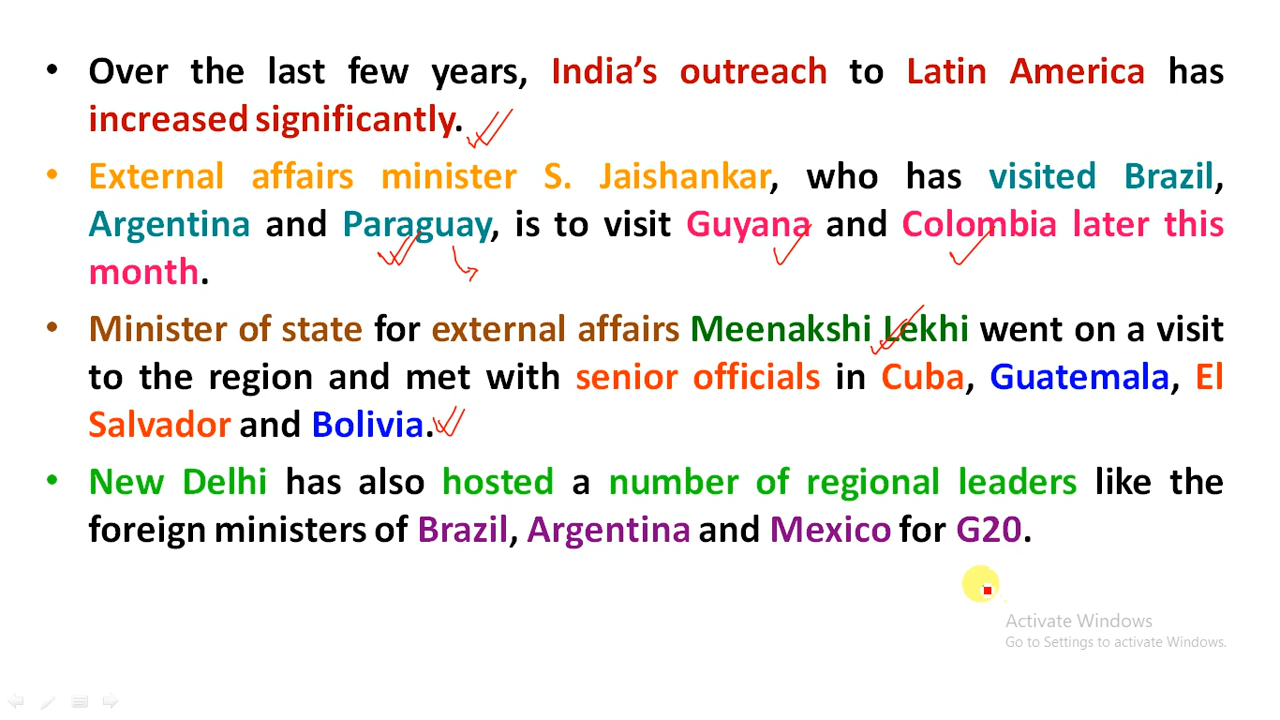 • Over the last few years, India's outreach to Latin America has
increased significantly.
• External affairs minister S. Jaishankar, who has visited Brazil,
Argentina and Paraguay, is to visit Guyana and Colombia later this
month.
• Minister of state for external affairs Meenakshi Lekhi went on a visit
to the region and met with senior officials in Cuba, Guatemala, El
Salvador and Bolivia.
• New Delhi has also hosted a number of regional leaders like the
foreign ministers of Brazil, Argentina and Mexico for G20.
Activate Windows
Go to Settings to activate Windows.